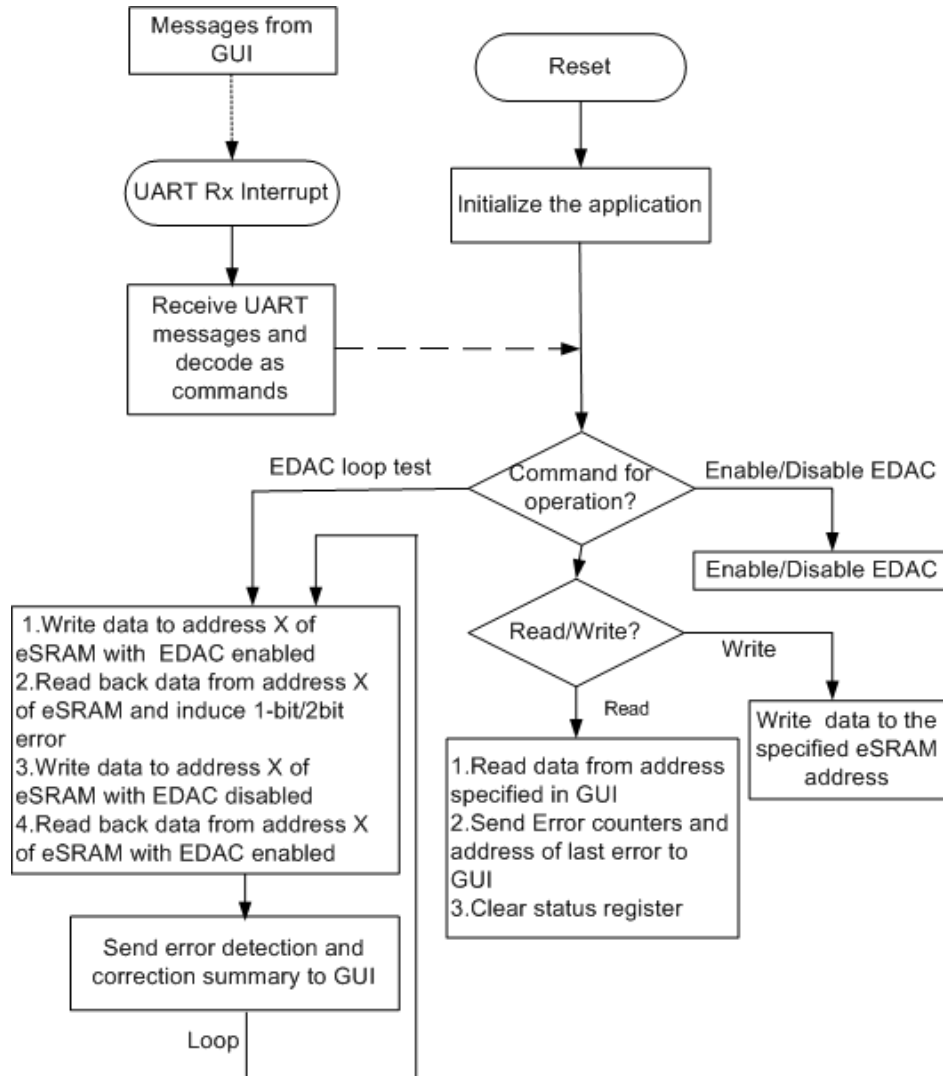 Messages from
GUI
Reset
UART Rx Interrupt
Initialize the application
Receive UART
messages and
decode as
commands
EDAC loop test
Command for
operation?
Enable/Disable EDAC
Enable/Disable EDAC
1.Write data to address X of
eSRAM with EDAC enabled
2.Read back data from address X
of eSRAM and induce 1-bit/2bit
error
3.Write data to address X of
eSRAM with EDAC disabled
4.Read back data from address X
of eSRAM with EDAC enabled
Read/Write?
Write
Read
Write data to the
specified eSRAM
address
1.Read data from address
specified in GUI
2.Send Error counters and
address of last error to
GUI
3.Clear status register
Send error detection and
correction summary to GUI
Loop